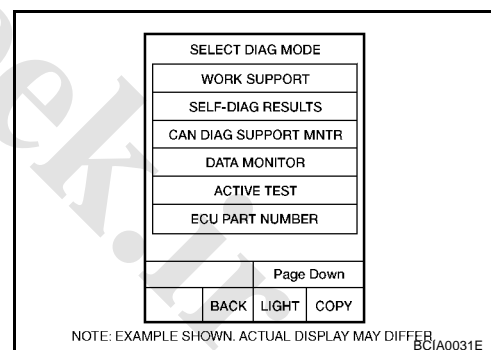 SELECT DIAG MODE
WORK SUPPORT
SELF-DIAG RESULTS
CAN DIAG SUPPORT MNTR
DATA MONITOR
ACTIVE TEST
ECU PART NUMBER
Page Down
BACK LIGHT COPY
NOTE: EXAMPLE SHOWN. ACTUAL DISPLAY MAY DIFFER.
BCIA0031E